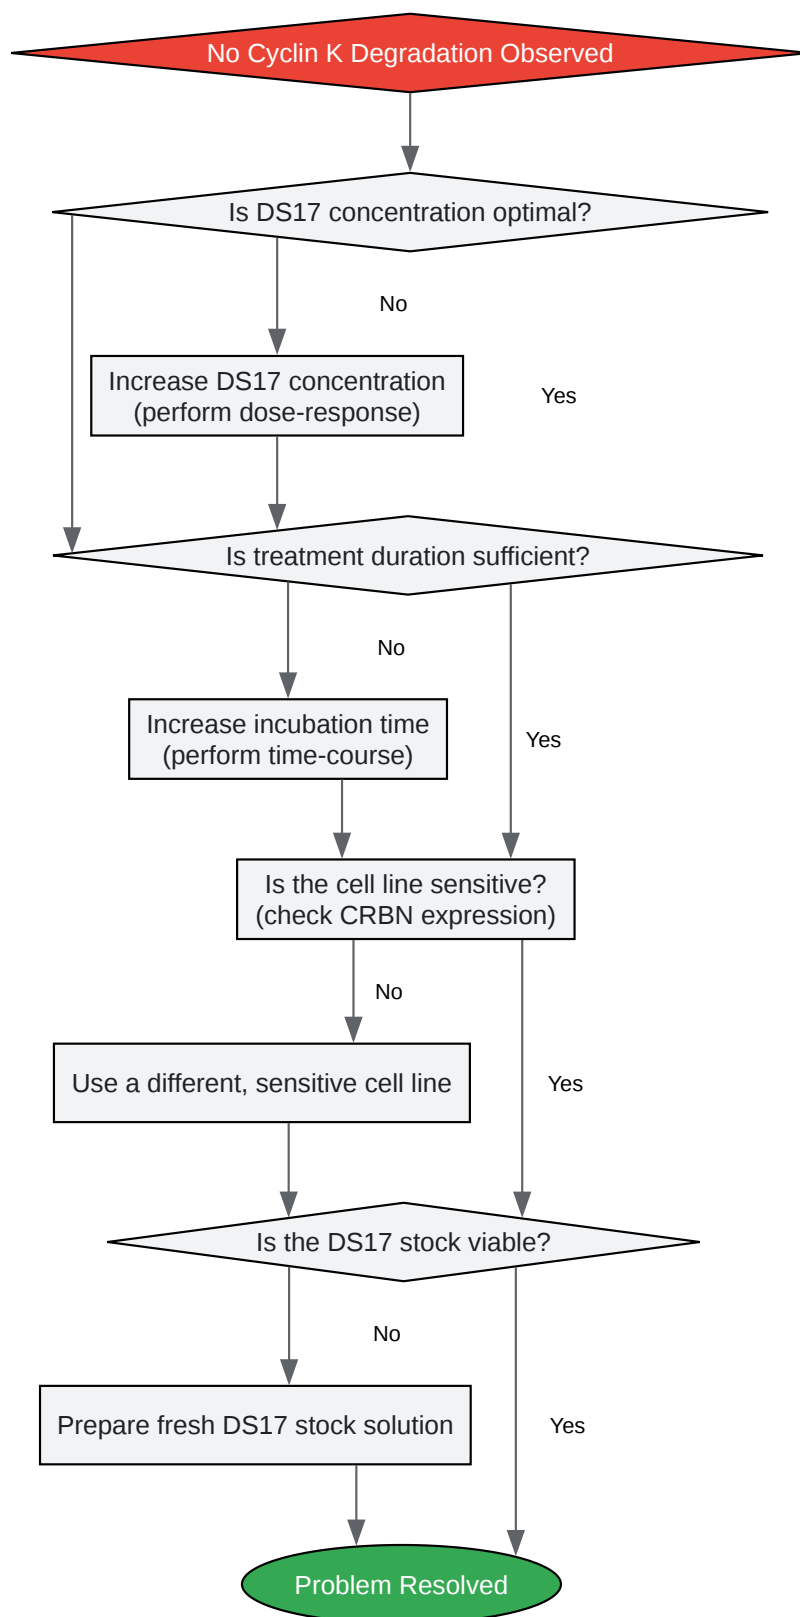 No Cyclin K Degradation Observed
Is DS17 concentration optimal?
No
Increase DS17 concentration
(perform dose-response)
Yes
Is treatment duration sufficient?
No
Increase incubation time
(perform time-course)
Yes
Is the cell line sensitive?
(check CRBN expression)
No
Use a different, sensitive cell line
Yes
Is the DS17 stock viable?
No
Prepare fresh DS17 stock solution
Yes
Problem Resolved